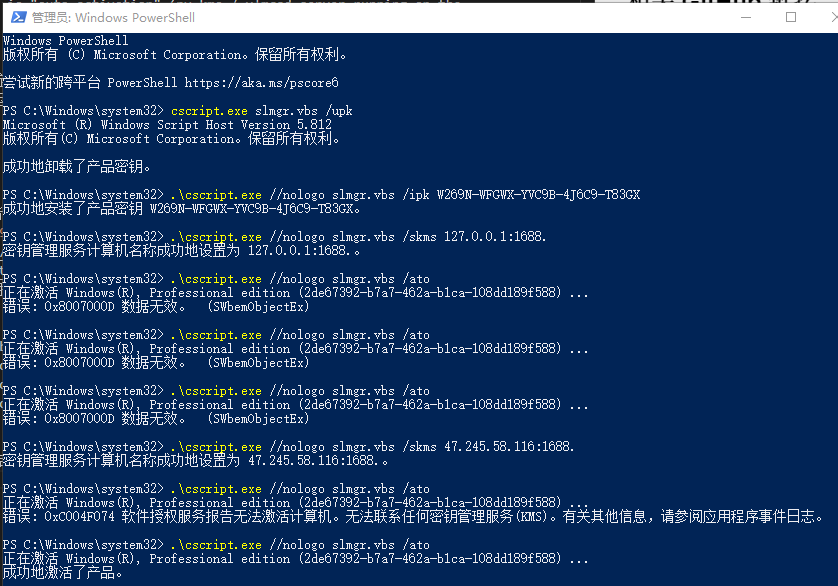 管理员: Windows PowerShell
Windows PowerShell
版权所有 (C) Microsoft Corporation。保留所有权利。
尝试新的跨平台 PowerShell https://aka.ms/pscore6
PS C:\Windows\system32> cscript.exe slmgr.vbs /upk
Microsoft (R) Windows Script Host Version 5.812
版权所有(C) Microsoft Corporation。保留所有权利。
成功地卸载了产品密钥。
PS C:\Windows\system32> .\cscript.exe //nologo slmgr.vbs /ipk W269N-WFGWX-YVC9B-4J6C9-T83GX
成功地安装了产品密钥 W269N-WFGWX-YVC9B-4J6C9-T83GX。
PS C:\Windows\system32> .\cscript.exe //nologo slmgr.vbs /skms 127.0.0.1:1688.
密钥管理服务计算机名称成功地设置为 127.0.0.1:1688.。
PS C:\Windows\system32> .\cscript.exe //nologo slmgr.vbs /ato
正在激活 Windows(R), Professional edition (2de67392-b7a7-462a-b1ca-108dd189f588) ...
错误: 0x8007000D 数据无效。 (SWbemObjectEx)
PS C:\Windows\system32> .\cscript.exe //nologo slmgr.vbs /ato
正在激活 Windows(R), Professional edition (2de67392-b7a7-462a-b1ca-108dd189f588) ...
错误: 0x8007000D 数据无效。 (SWbemObjectEx)
PS C:\Windows\system32> .\cscript.exe //nologo slmgr.vbs /ato
正在激活 Windows(R), Professional edition (2de67392-b7a7-462a-b1ca-108dd189f588) ...
错误: 0x8007000D 数据无效。 (SWbemObjectEx)
PS C:\Windows\system32> .\cscript.exe //nologo slmgr.vbs /skms 47.245.58.116:1688.
密钥管理服务计算机名称成功地设置为 47.245.58.116:1688.。
PS C:\Windows\system32> .\cscript.exe //nologo slmgr.vbs /ato
正在激活 Windows(R), Professional edition (2de67392-b7a7-462a-b1ca-108dd189f588) ...
错误: 0xC004F074 软件授权服务报告无法激活计算机。无法联系任何密钥管理服务(KMS)。有关其他信息，请参阅应用程序事件日志。
PS C:\Windows\system32> .\cscript.exe //nologo slmgr.vbs /ato
正在激活 Windows(R), Professional edition (2de67392-b7a7-462a-b1ca-108dd189f588) ...
成功地激活了产品。